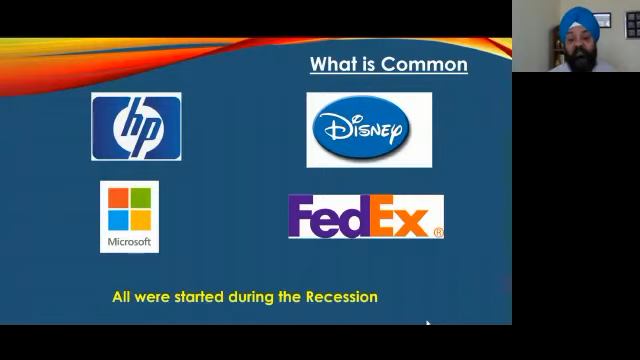 What is Common
hp
Disney
Microsoft
FedEx®
All were started during the Recession